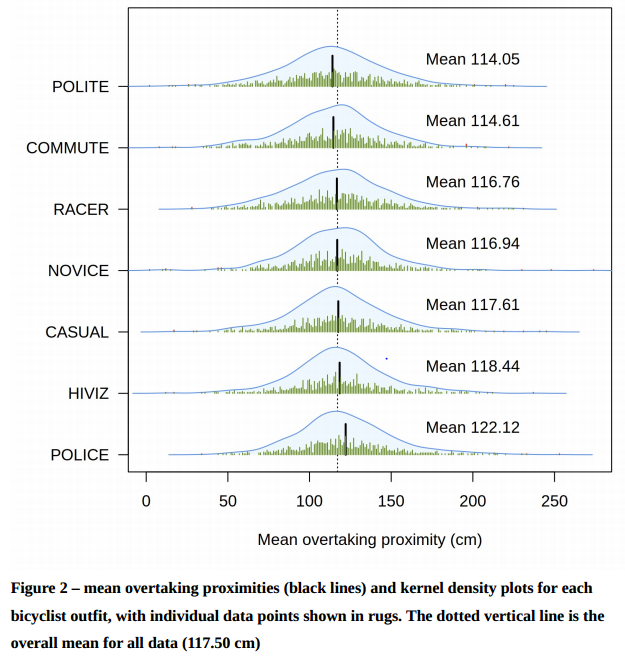 POLITE Mean 114.05
COMMUTE Mean 114.61
RACER Mean 116.76
NOVICE Mean 116.94
CASUAL Mean 117.61
HIVIZ Mean 118.44
POLICE Mean 122.12
0 50 100 150 200 250
Mean overtaking proximity (cm)
Figure 2 – mean overtaking proximities (black lines) and kernel density plots for each
bicyclist outfit, with individual data points shown in rugs. The dotted vertical line is the
overall mean for all data (117.50 cm)